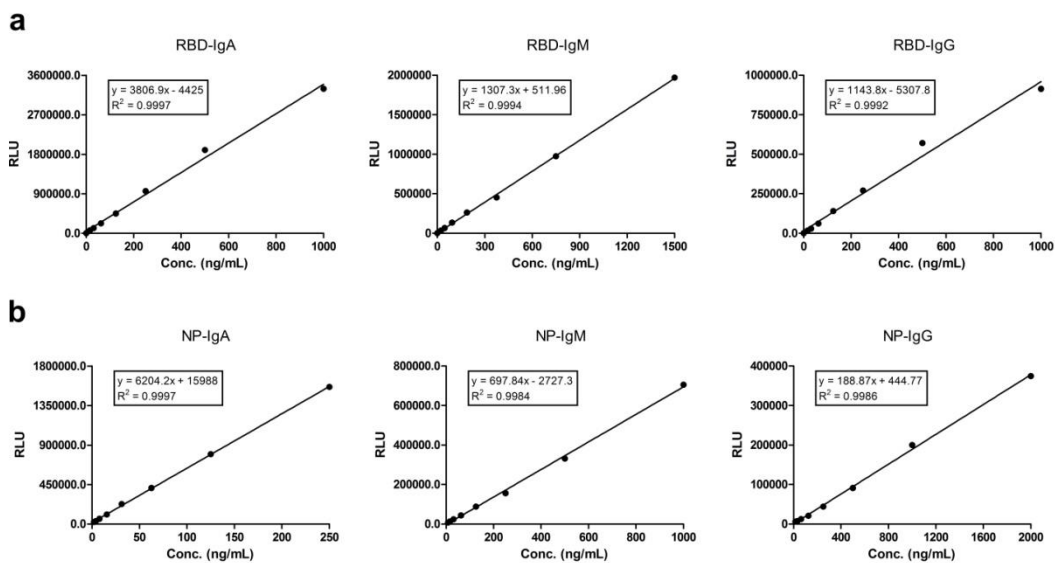 a
RBD-IgA
3600000.0
2700000.0
1800000.0
900000.0
0.0
RLU
y = 3806.9x - 4425
R² = 0.9997
0 200 400 600 800 1000
Conc. (ng/mL)
RBD-IgM
2000000
1500000
1000000
500000
0.0
RLU
y = 1307.3x + 511.96
R² = 0.9994
0 300 600 900 1200 1500
Conc. (ng/mL)
RBD-IgG
1000000.0
750000.0
500000.0
250000.0
0.0
RLU
y = 1143.8x - 5307.8
R² = 0.9992
0 200 400 600 800 1000
Conc. (ng/mL)
b
NP-IgA
1800000.0
1350000.0
900000.0
450000.0
0.0
RLU
y = 6204.2x + 15988
R² = 0.9997
0 50 100 150 200 250
Conc. (ng/mL)
NP-IgM
800000.0
600000.0
400000.0
200000.0
0.0
RLU
y = 697.84x - 2727.3
R² = 0.9984
0 200 400 600 800 1000
Conc. (ng/mL)
NP-IgG
400000
300000
200000
100000
0.0
RLU
y = 188.87x + 444.77
R² = 0.9986
0 400 800 1200 1600 2000
Conc. (ng/mL)